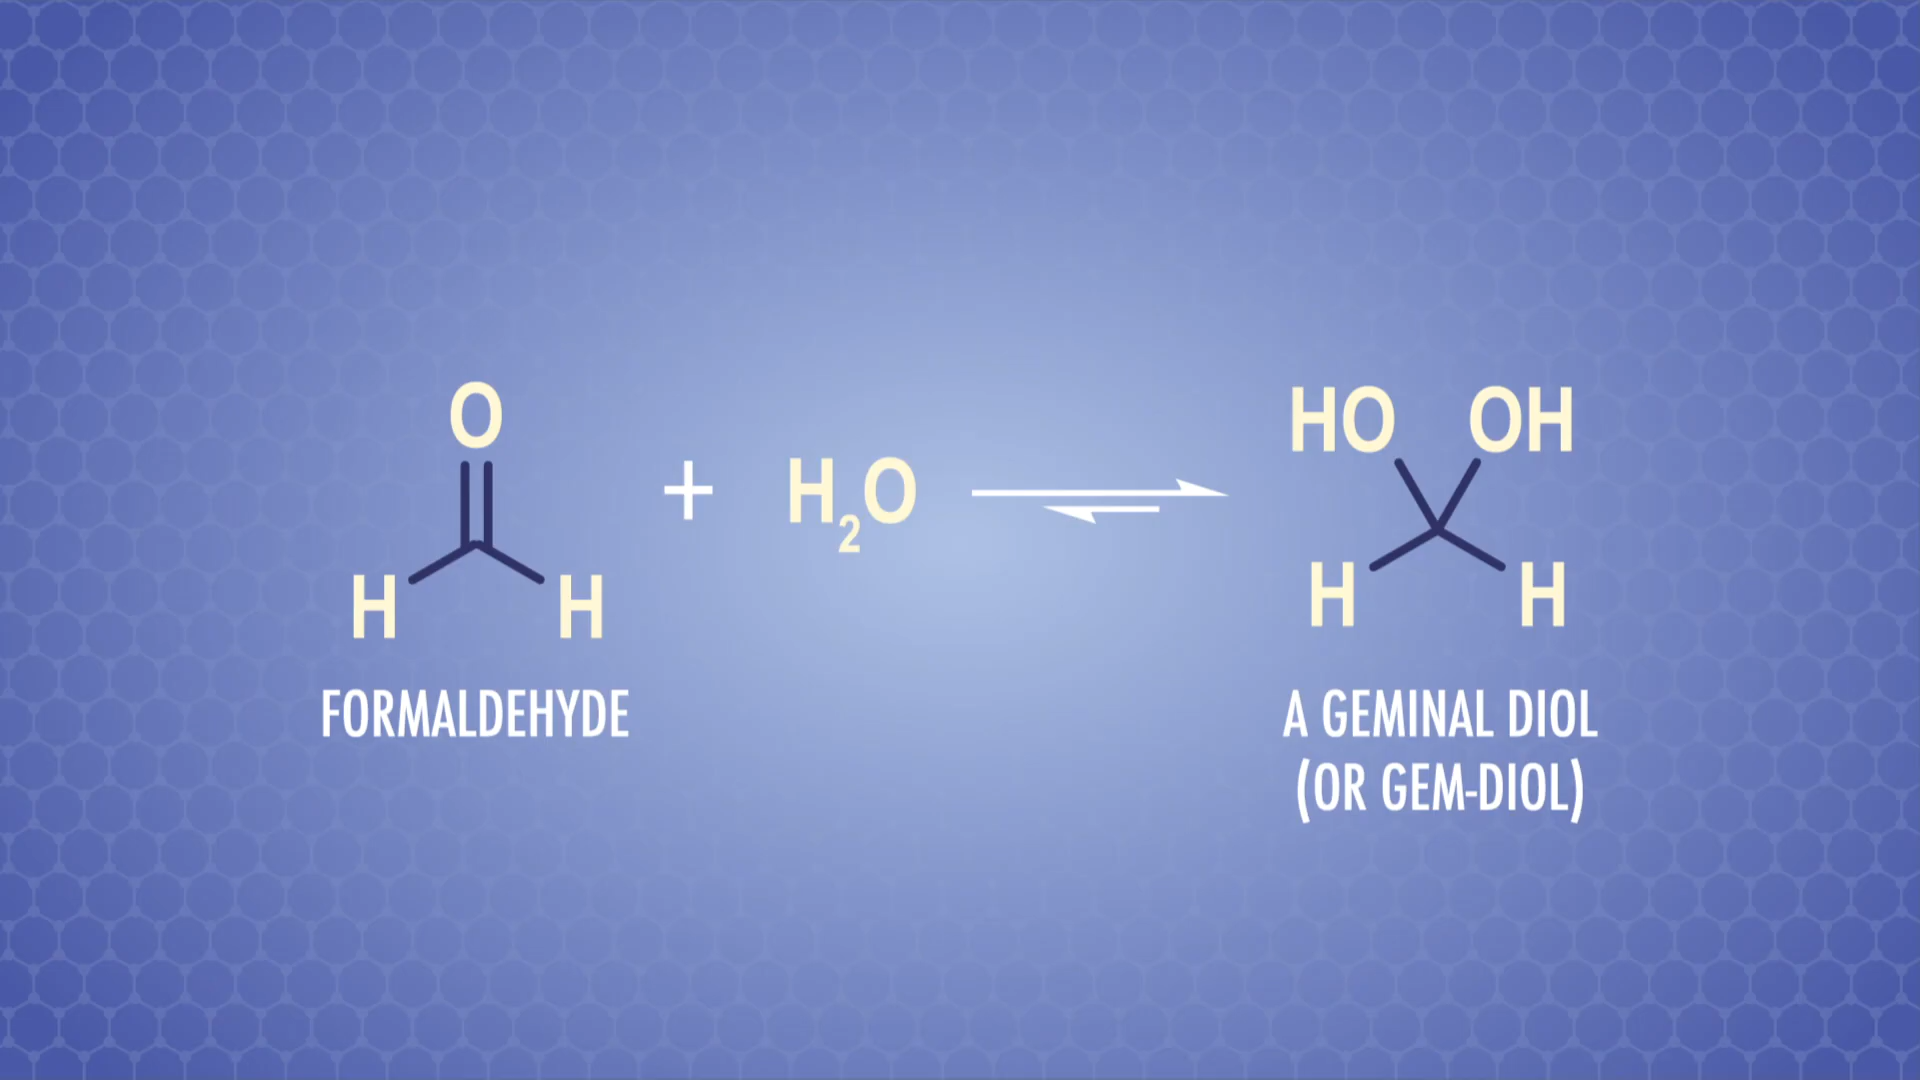 O
H H
FORMALDEHYDE
+
H₂O
HO OH
H H
A GEMINAL DIOL
(OR GEM-DIOL)